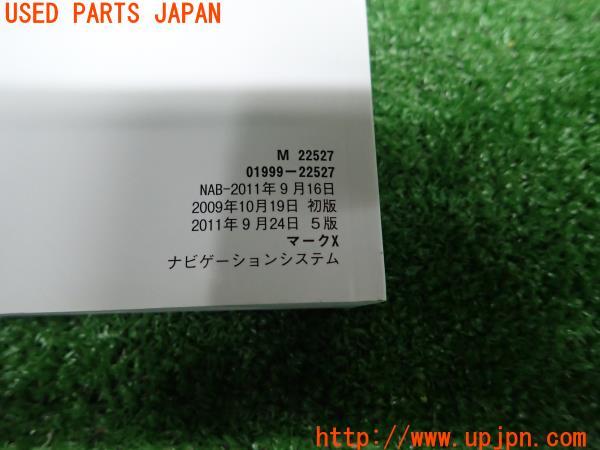 USED PARTS JAPAN
M 22527
01999-22527
NAB-2011年9月16日
2009年10月19日 初版
2011年9月24日 5版
マークX
ナビゲーションシステム
http://www.upjpn.com/